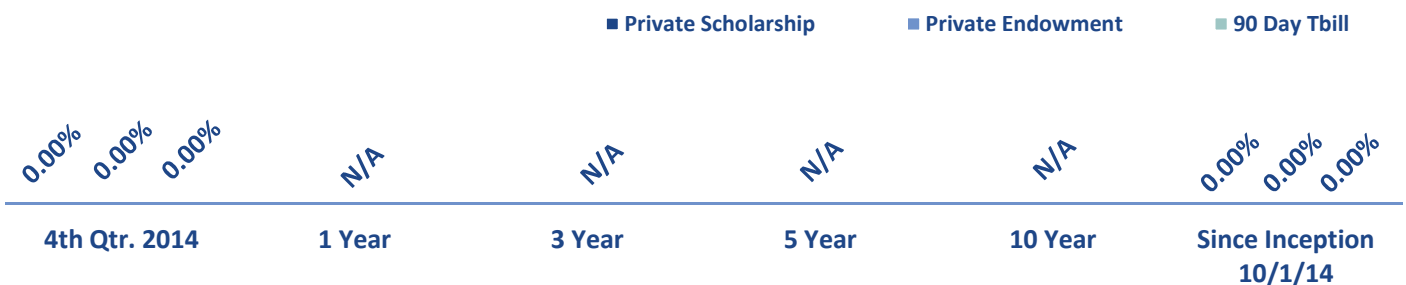 Private Scholarship Private Endowment 90 Day Tbill
0.00% 0.00% 0.00% N/A N/A N/A N/A 0.00% 0.00% 0.00%
4th Qtr. 2014 1 Year 3 Year 5 Year 10 Year Since Inception
10/1/14